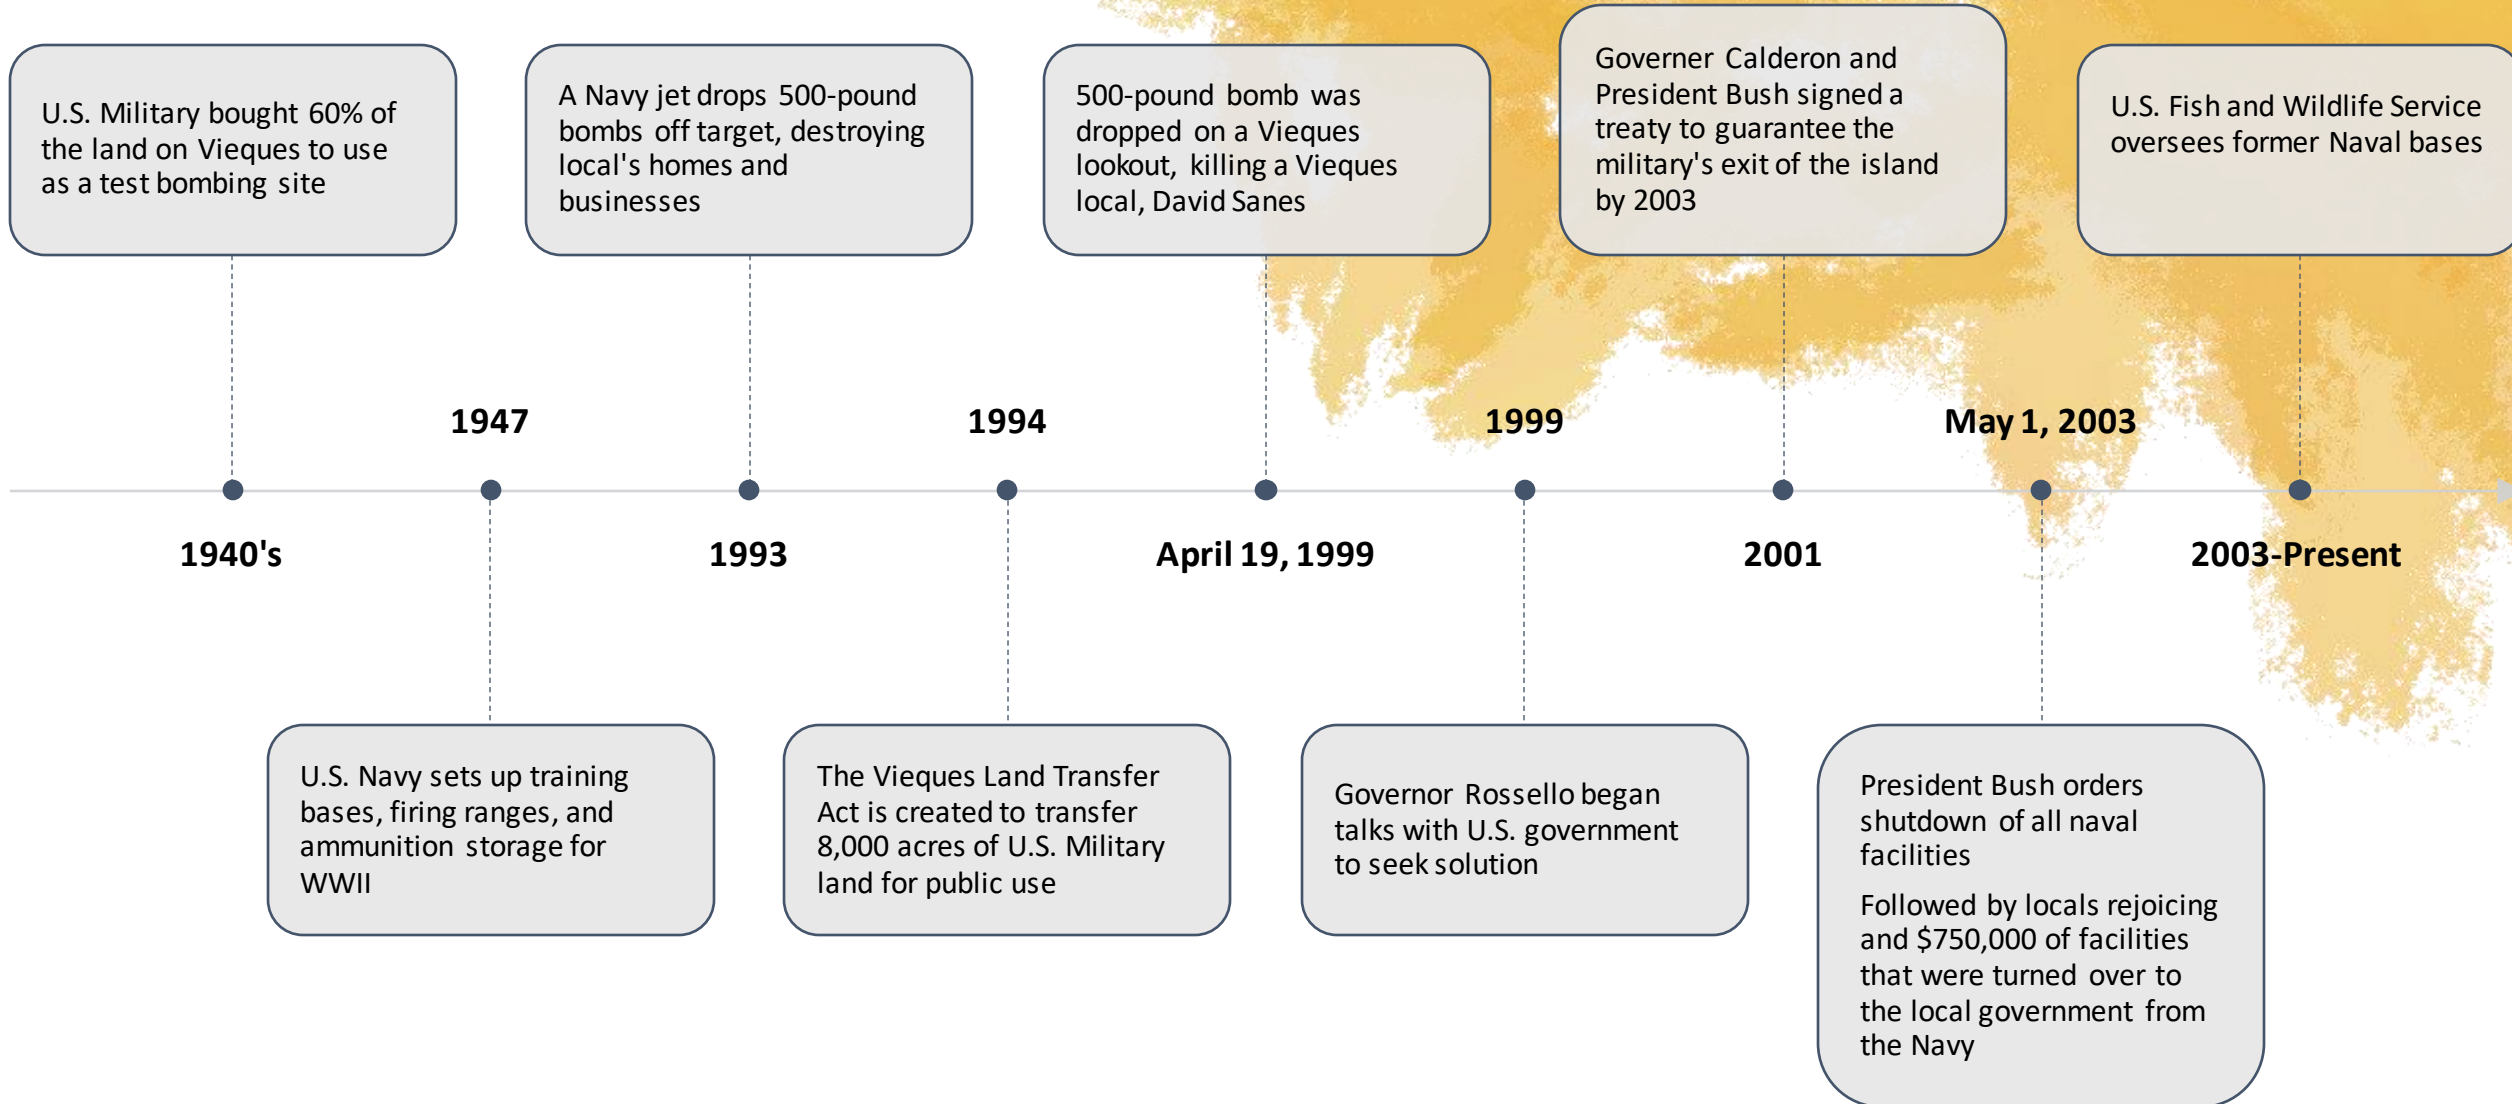 U.S. Military bought 60% of
the land on Vieques to use
as a test bombing site
1940's
1947
U.S. Navy sets up training
bases, firing ranges, and
ammunition storage for
WWII
A Navy jet drops 500-pound
bombs off target, destroying
local's homes and
businesses
1993
1994
The Vieques Land Transfer
Act is created to transfer
8,000 acres of U.S. Military
land for public use
500-pound bomb was
dropped on a Vieques
lookout, killing a Vieques
local, David Sanes
April 19, 1999
1999
Governor Rossello began
talks with U.S. government
to seek solution
Governer Calderon and
President Bush signed a
treaty to guarantee the
military's exit of the island
by 2003
2001
May 1, 2003
President Bush orders
shutdown of all naval
facilities
Followed by locals rejoicing
and $750,000 of facilities
that were turned over to
the local government from
the Navy
U.S. Fish and Wildlife Service
oversees former Naval bases
2003-Present